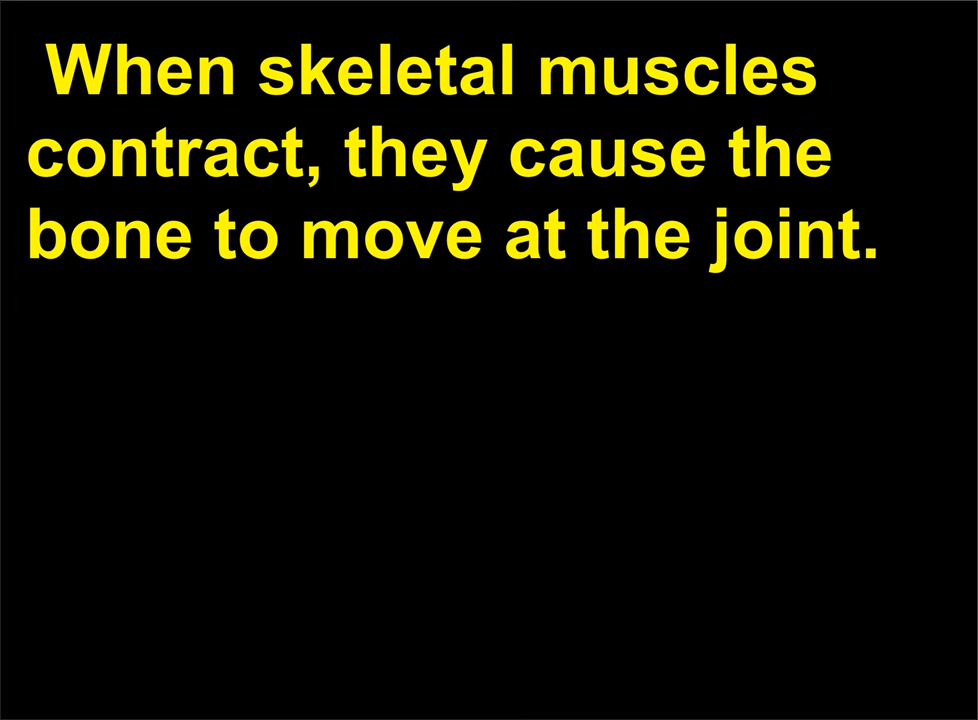 When skeletal muscles
contract, they cause the
bone to move at the joint.